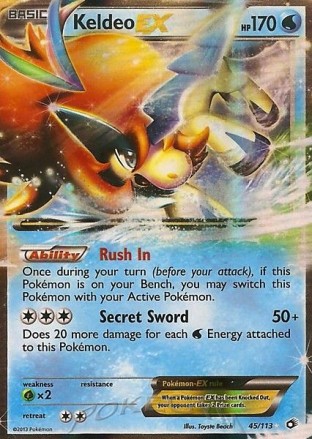 BASIC
Keldeo EX
HP170
Ability Rush In
Once during your turn (before your attack), if this
Pokémon is on your Bench, you may switch this
Pokémon with your Active Pokémon.
Secret Sword 50+
Does 20 more damage for each Energy attached
to this Pokémon.
weakness resistance
×2
retreat
Pokémon-EX rule
When a Pokémon-EX has been Knocked Out,
your opponent takes 2 Prize cards.
©2013 Pokémon
Illus. Toyste Beach
45/113